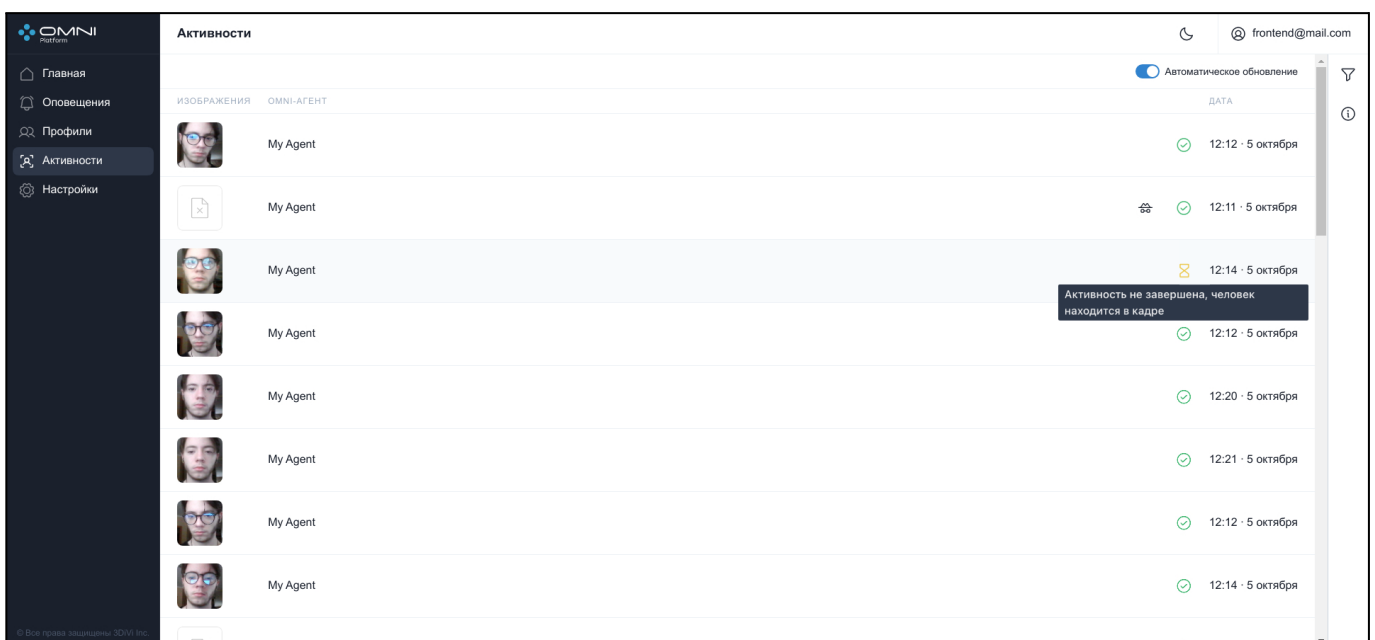 OMNI
Platform
Активности
frontend@mail.com
Главная
Оповещения
Профили
Активности
Настройки
Автоматическое обновление
ИЗОБРАЖЕНИЯ OMNI-АГЕНТ ДАТА
My Agent 12:12 · 5 октября
My Agent 12:11 · 5 октября
My Agent 12:14 · 5 октября
Активность не завершена, человек
находится в кадре
My Agent 12:12 · 5 октября
My Agent 12:20 · 5 октября
My Agent 12:21 · 5 октября
My Agent 12:12 · 5 октября
My Agent 12:14 · 5 октября
© Все права защищены 3DiVi Inc.